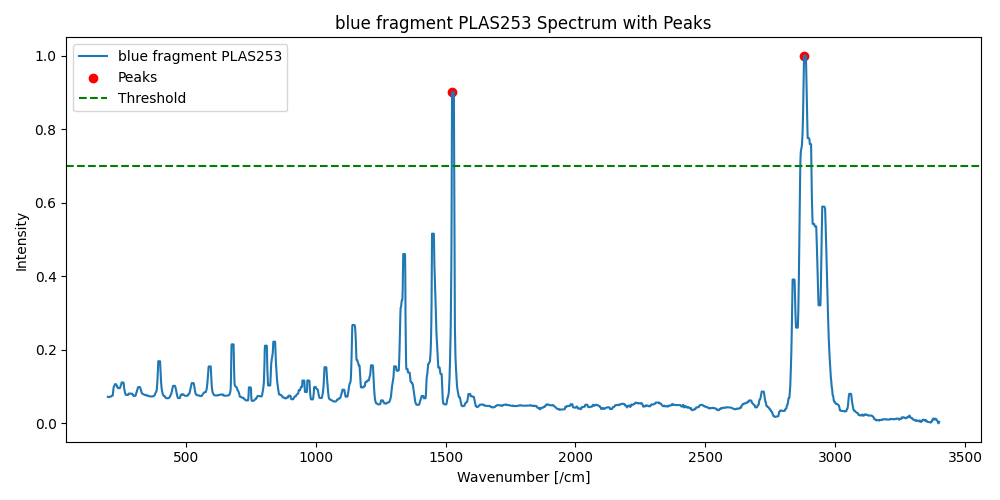 blue fragment PLAS253 Spectrum with Peaks
blue fragment PLAS253
Peaks
Threshold
Intensity
1.0
0.8
0.6
0.4
0.2
0.0
500 1000 1500 2000 2500 3000 3500
Wavenumber [/cm]